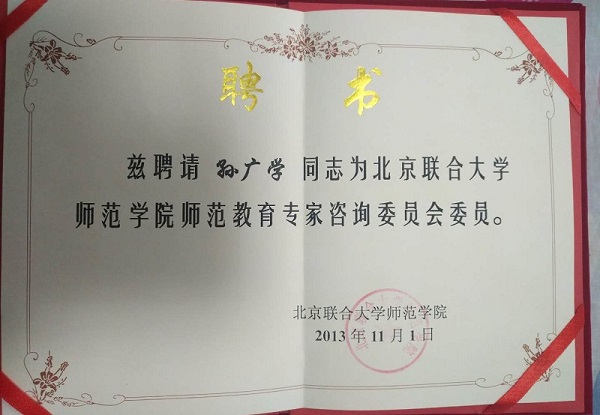 聘书
兹聘请 孙广学 同志为北京联合大学
师范学院师范教育专家咨询委员会委员。
北京联合大学师范学院
2013年11月1日